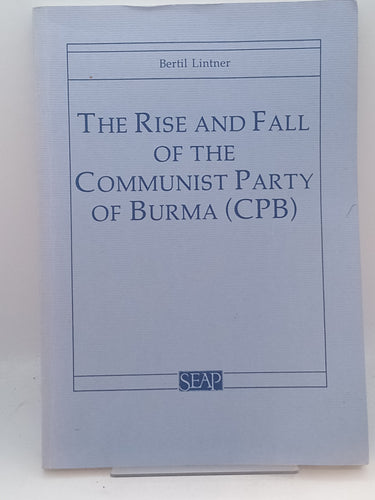 Bertil Lintner
THE RISE AND FALL
OF THE
COMMUNIST PARTY
OF BURMA (CPB)
SEAP